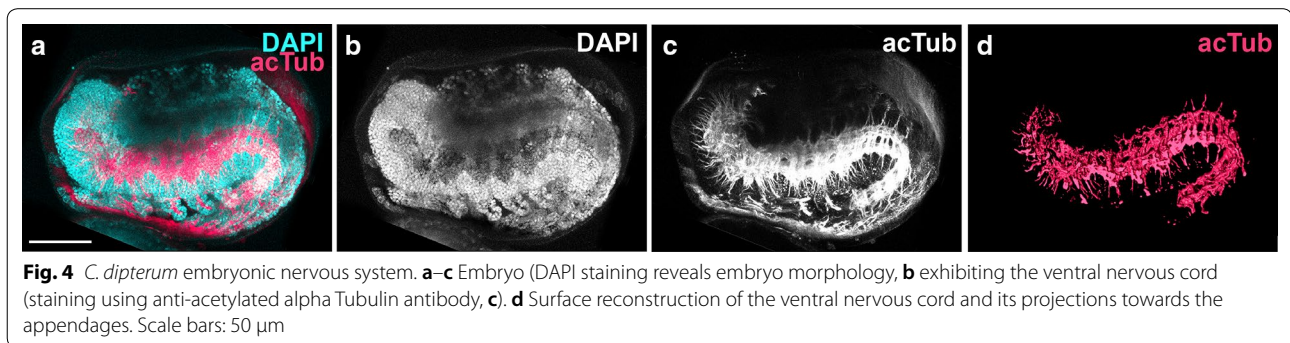 a DAPI
acTub
b DAPI
c acTub
d acTub
Fig. 4 C. dipterum embryonic nervous system. a–c Embryo (DAPI staining reveals embryo morphology, b exhibiting the ventral nervous cord
(staining using anti-acetylated alpha Tubulin antibody, c). d Surface reconstruction of the ventral nervous cord and its projections towards the
appendages. Scale bars: 50 µm